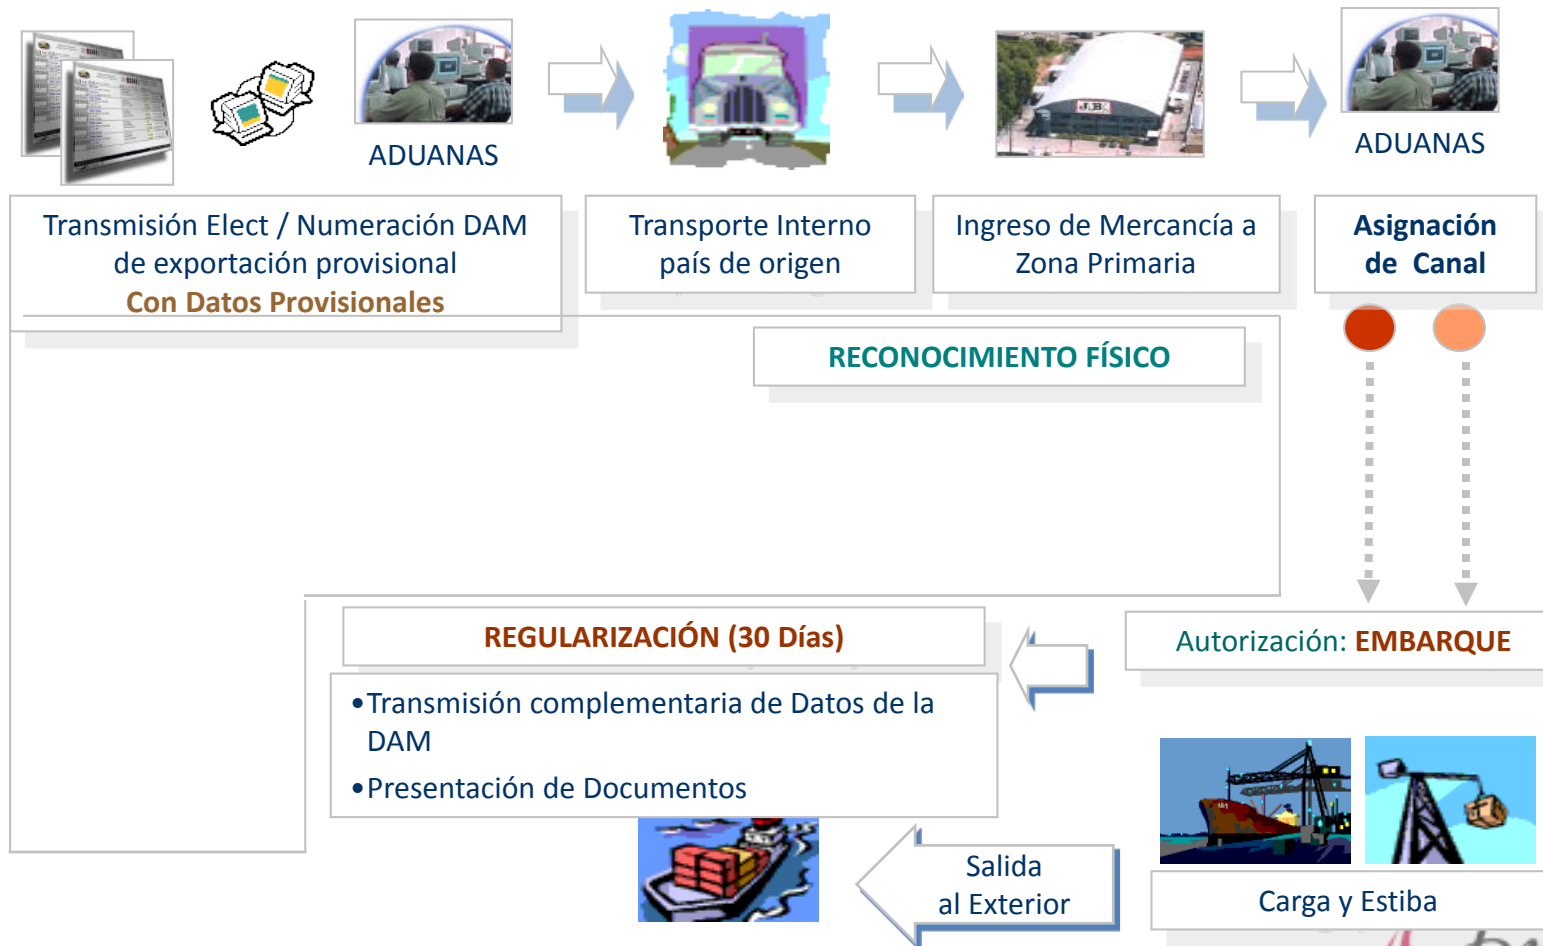 ADUANAS
ADUANAS
Transmisión Elect / Numeración DAM
de exportación provisional
Con Datos Provisionales
Transporte Interno
país de origen
Ingreso de Mercancía a
Zona Primaria
Asignación
de Canal
RECONOCIMIENTO FÍSICO
REGULARIZACIÓN (30 Días)
•Transmisión complementaria de Datos de la
DAM
•Presentación de Documentos
Autorización: EMBARQUE
Salida
al Exterior
Carga y Estiba